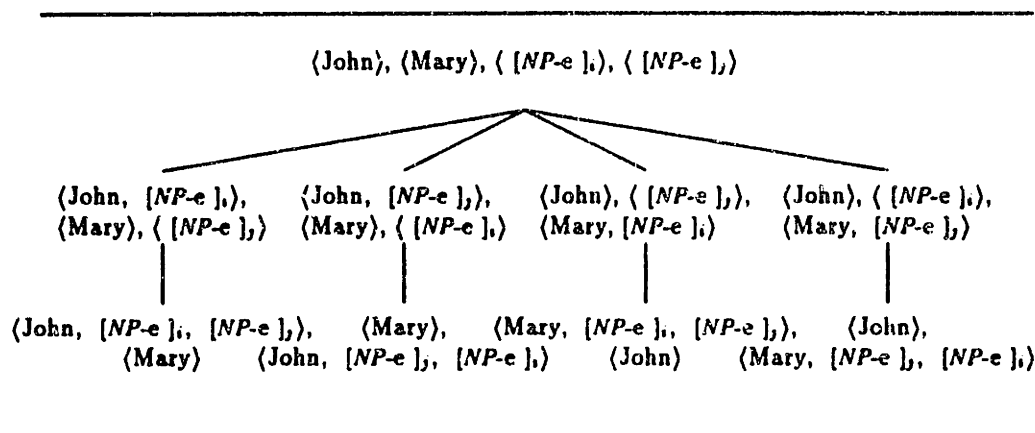 ⟨John⟩, ⟨Mary⟩, ⟨ [NP-e ]i⟩, ⟨ [NP-e ]j⟩
⟨John, [NP-e ]i⟩, ⟨John, [NP-e ]j⟩, ⟨John⟩, ⟨ [NP-e ]j⟩, ⟨John⟩, ⟨ [NP-e ]i⟩,
⟨Mary⟩, ⟨ [NP-e ]j⟩ ⟨Mary⟩, ⟨ [NP-e ]i⟩ ⟨Mary, [NP-e ]i⟩ ⟨Mary, [NP-e ]j⟩
⟨John, [NP-e ]i, [NP-e ]j⟩, ⟨Mary⟩, ⟨Mary, [NP-e ]i, [NP-e ]j⟩, ⟨John⟩,
⟨Mary⟩ ⟨John, [NP-e ]j, [NP-e ]i⟩ ⟨John⟩ ⟨Mary, [NP-e ]j, [NP-e ]i⟩